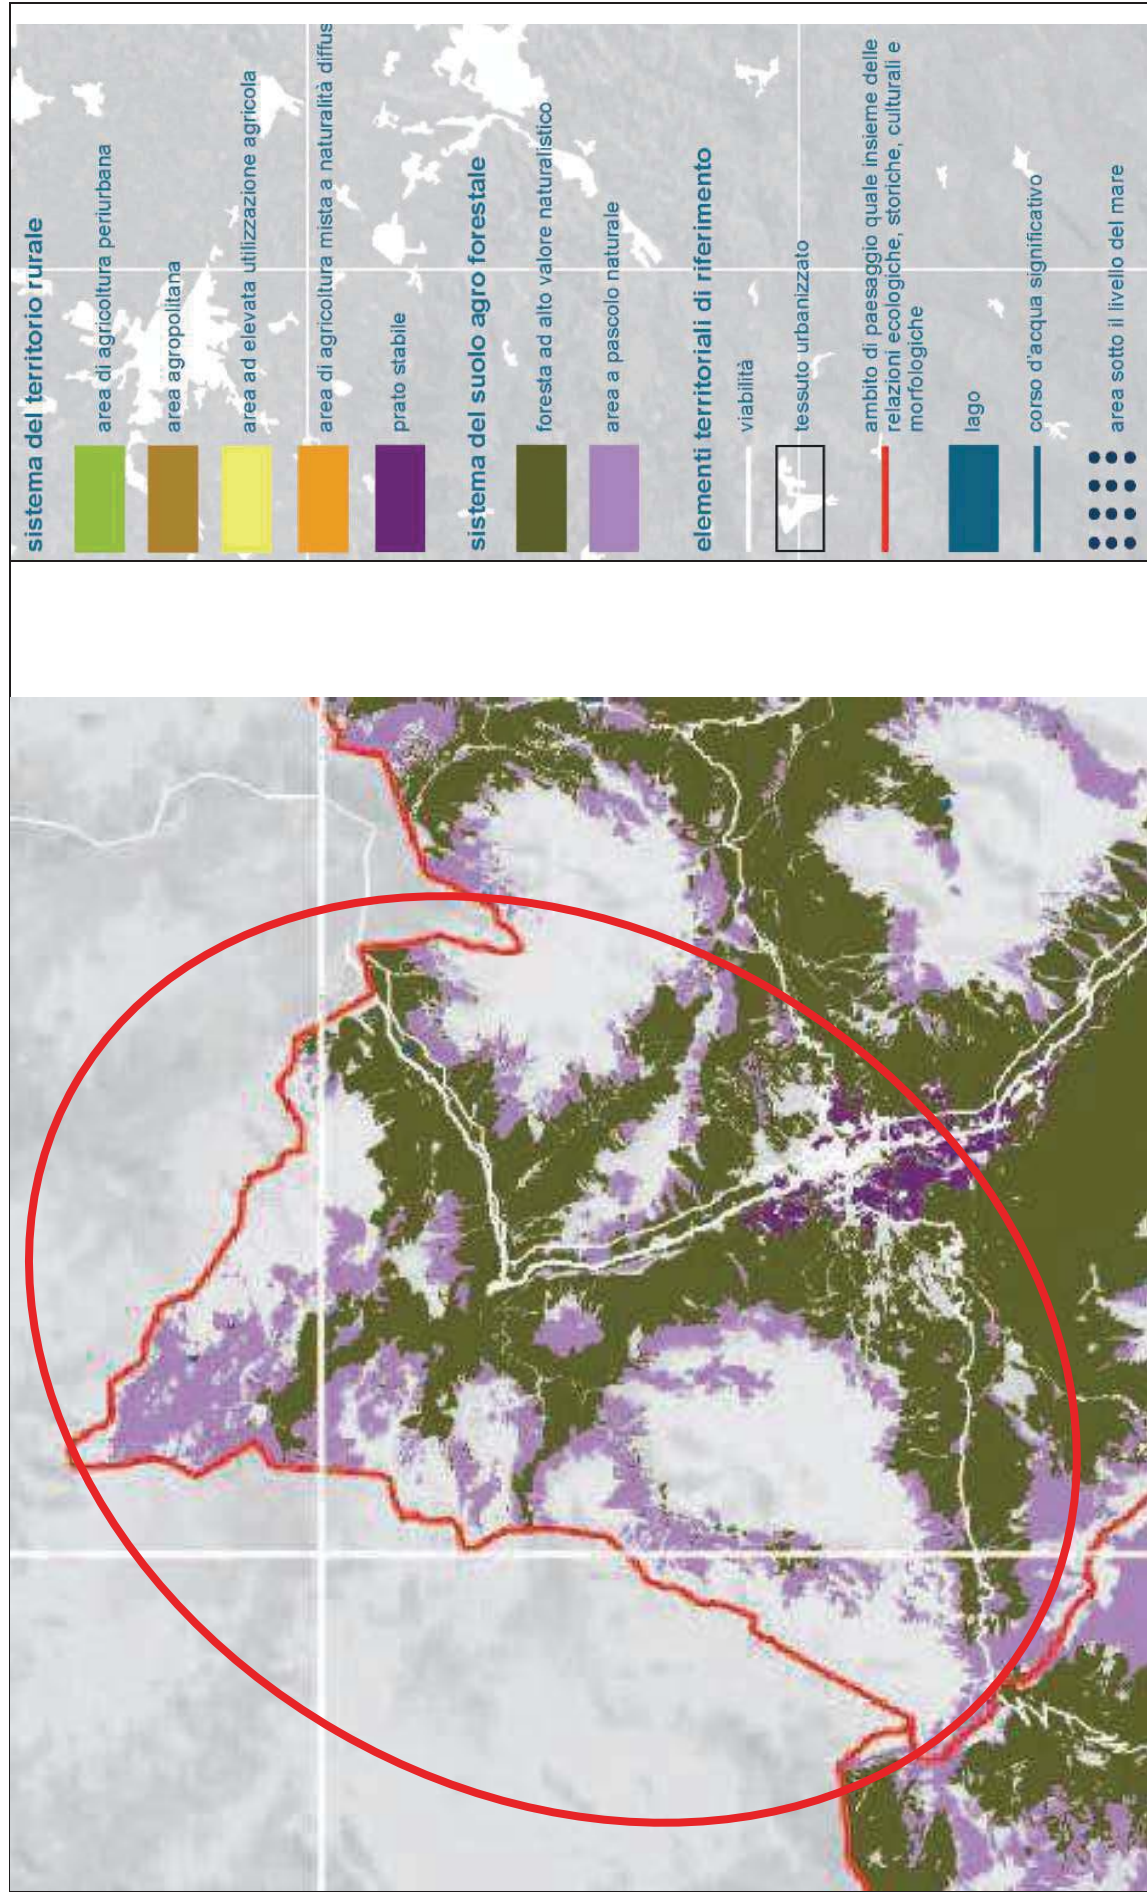 sistema del territorio rurale
area di agricoltura periurbana
area agropolitana
area ad elevata utilizzazione agricola
area di agricoltura mista a naturalità diffus
prato stabile
sistema del suolo agro forestale
foresta ad alto valore naturalistico
area a pascolo naturale
elementi territoriali di riferimento
viabilità
tessuto urbanizzato
ambito di paesaggio quale insieme delle
relazioni ecologiche, storiche, culturali e
morfologiche
lago
corso d'acqua significativo
area sotto il livello del mare